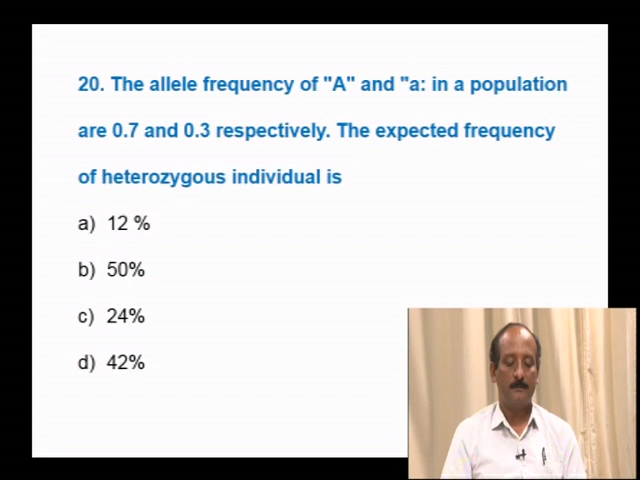 20. The allele frequency of "A" and "a: in a population
are 0.7 and 0.3 respectively. The expected frequency
of heterozygous individual is
a) 12 %
b) 50%
c) 24%
d) 42%